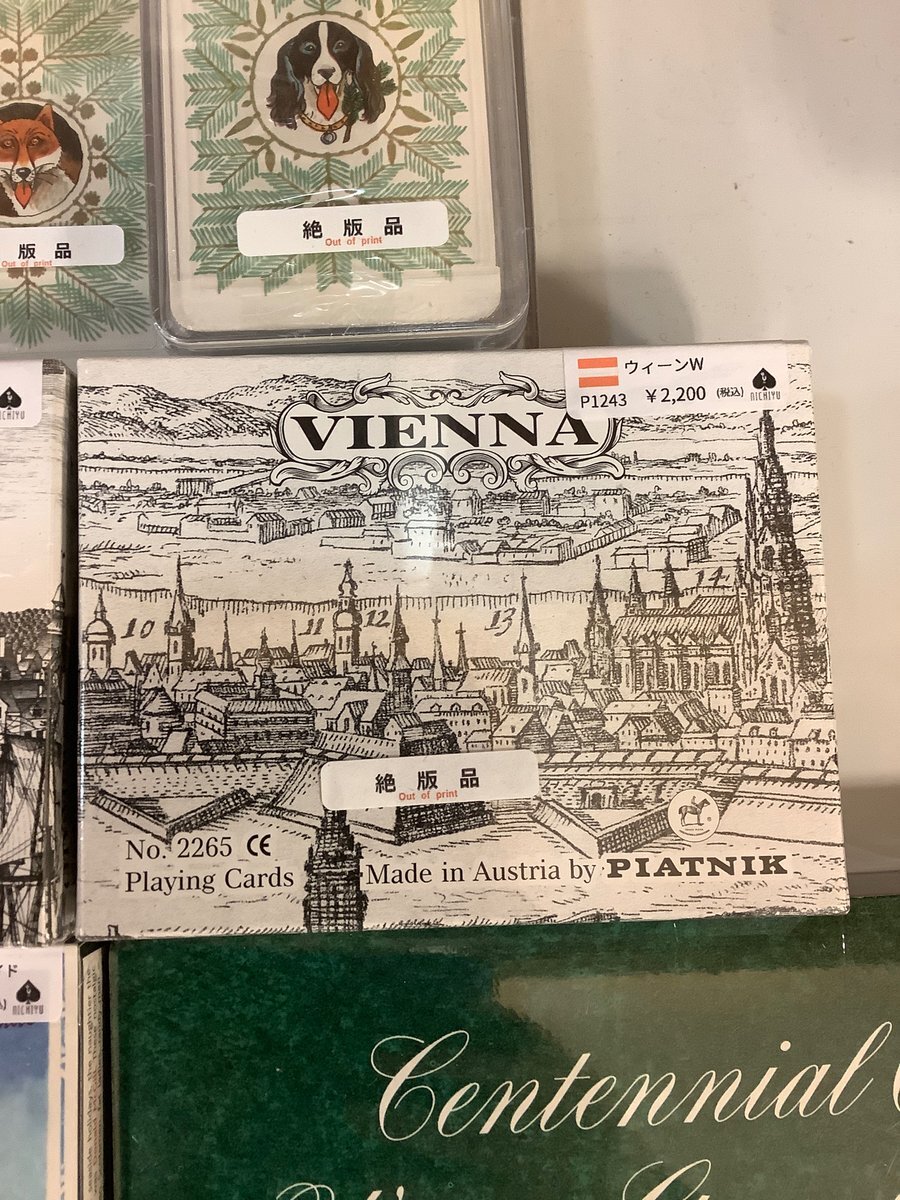 絶 版 品
Out of print
版 品
Out of print
NICHIYU
ウィーンW
P1243 ¥2,200 (税込)
NICHIYU
VIENNA
10 11 12 13 14.
絶 版 品
Out of print
No. 2265 CE
Playing Cards
Made in Austria by PIATNIK
NICHIYU
Centennial